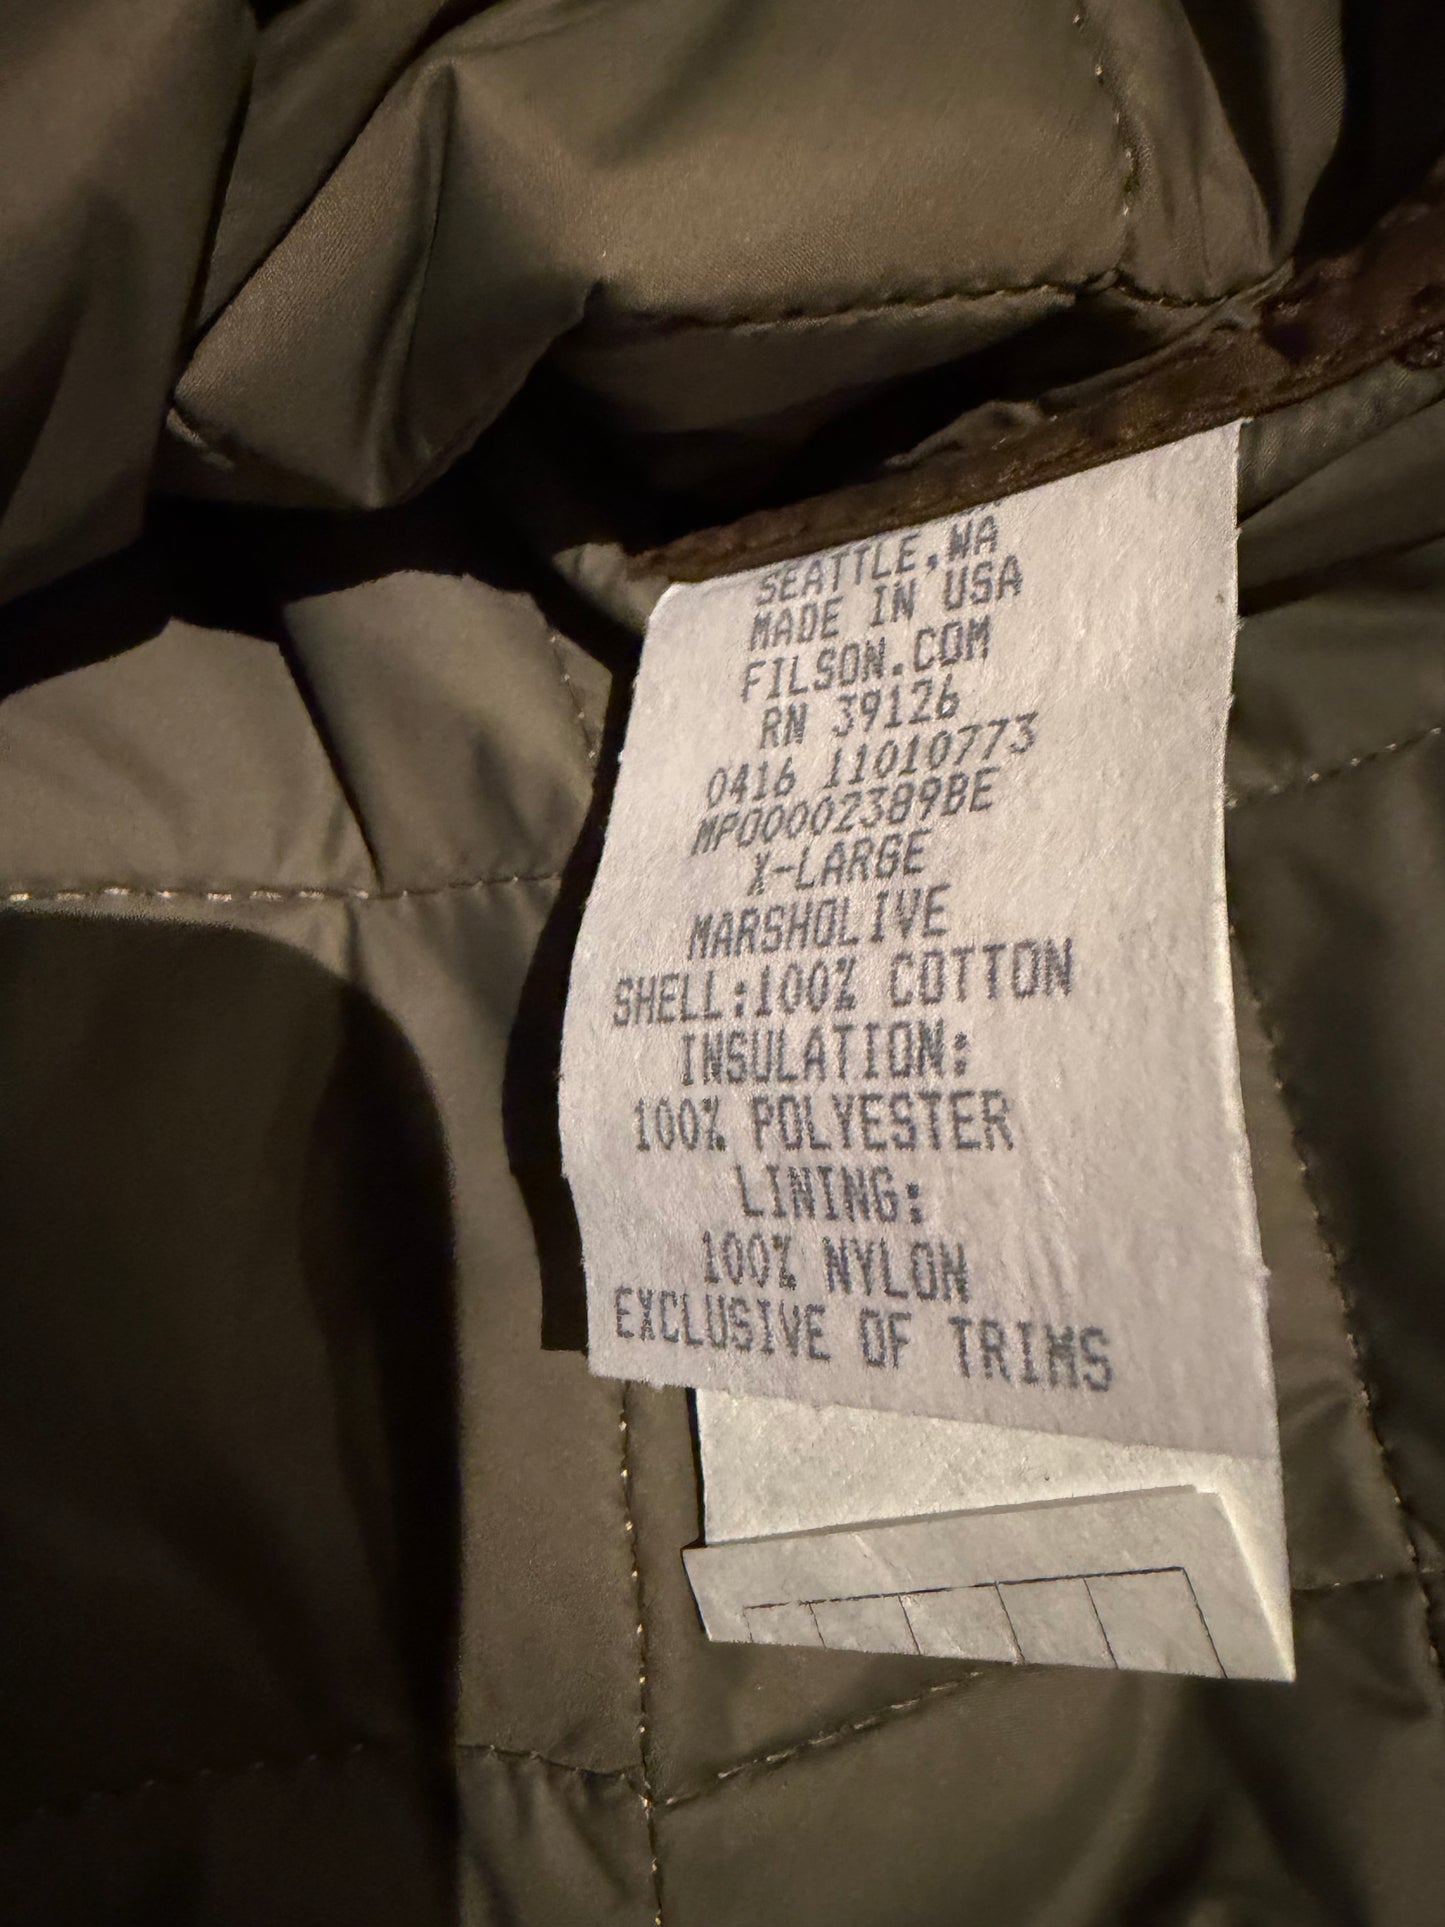 SEATTLE,WA
MADE IN USA
FILSON.COM
RN 39126
0416 11010773
MP00002389BE
X-LARGE
MARSHOLIVE
SHELL:100% COTTON
INSULATION:
100% POLYESTER
LINING:
100% NYLON
EXCLUSIVE OF TRIMS